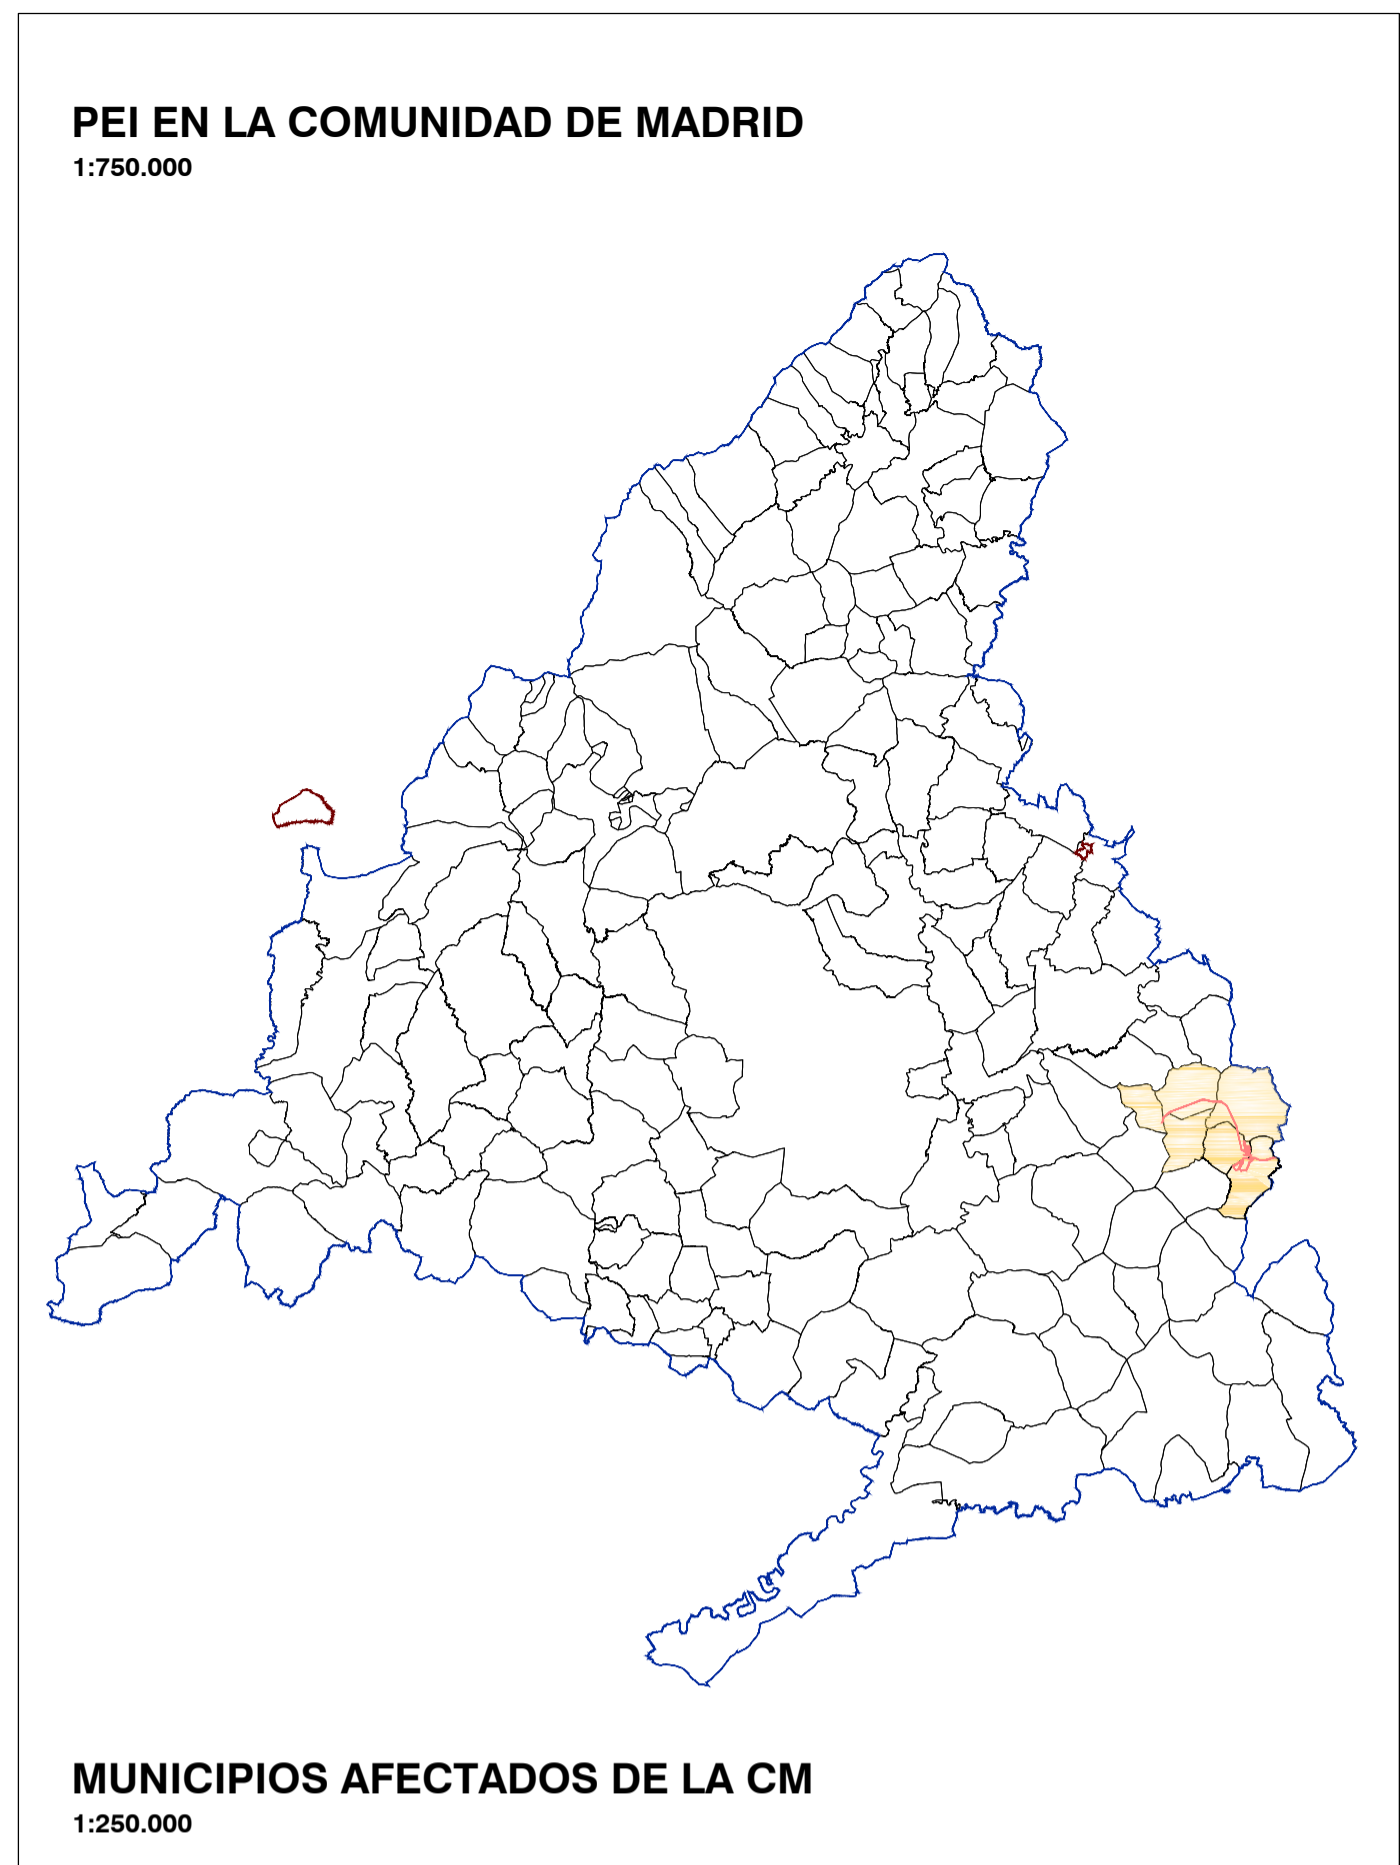 PEI EN LA COMUNIDAD DE MADRID
1:750.000
MUNICIPIOS AFECTADOS DE LA CM
1:250.000